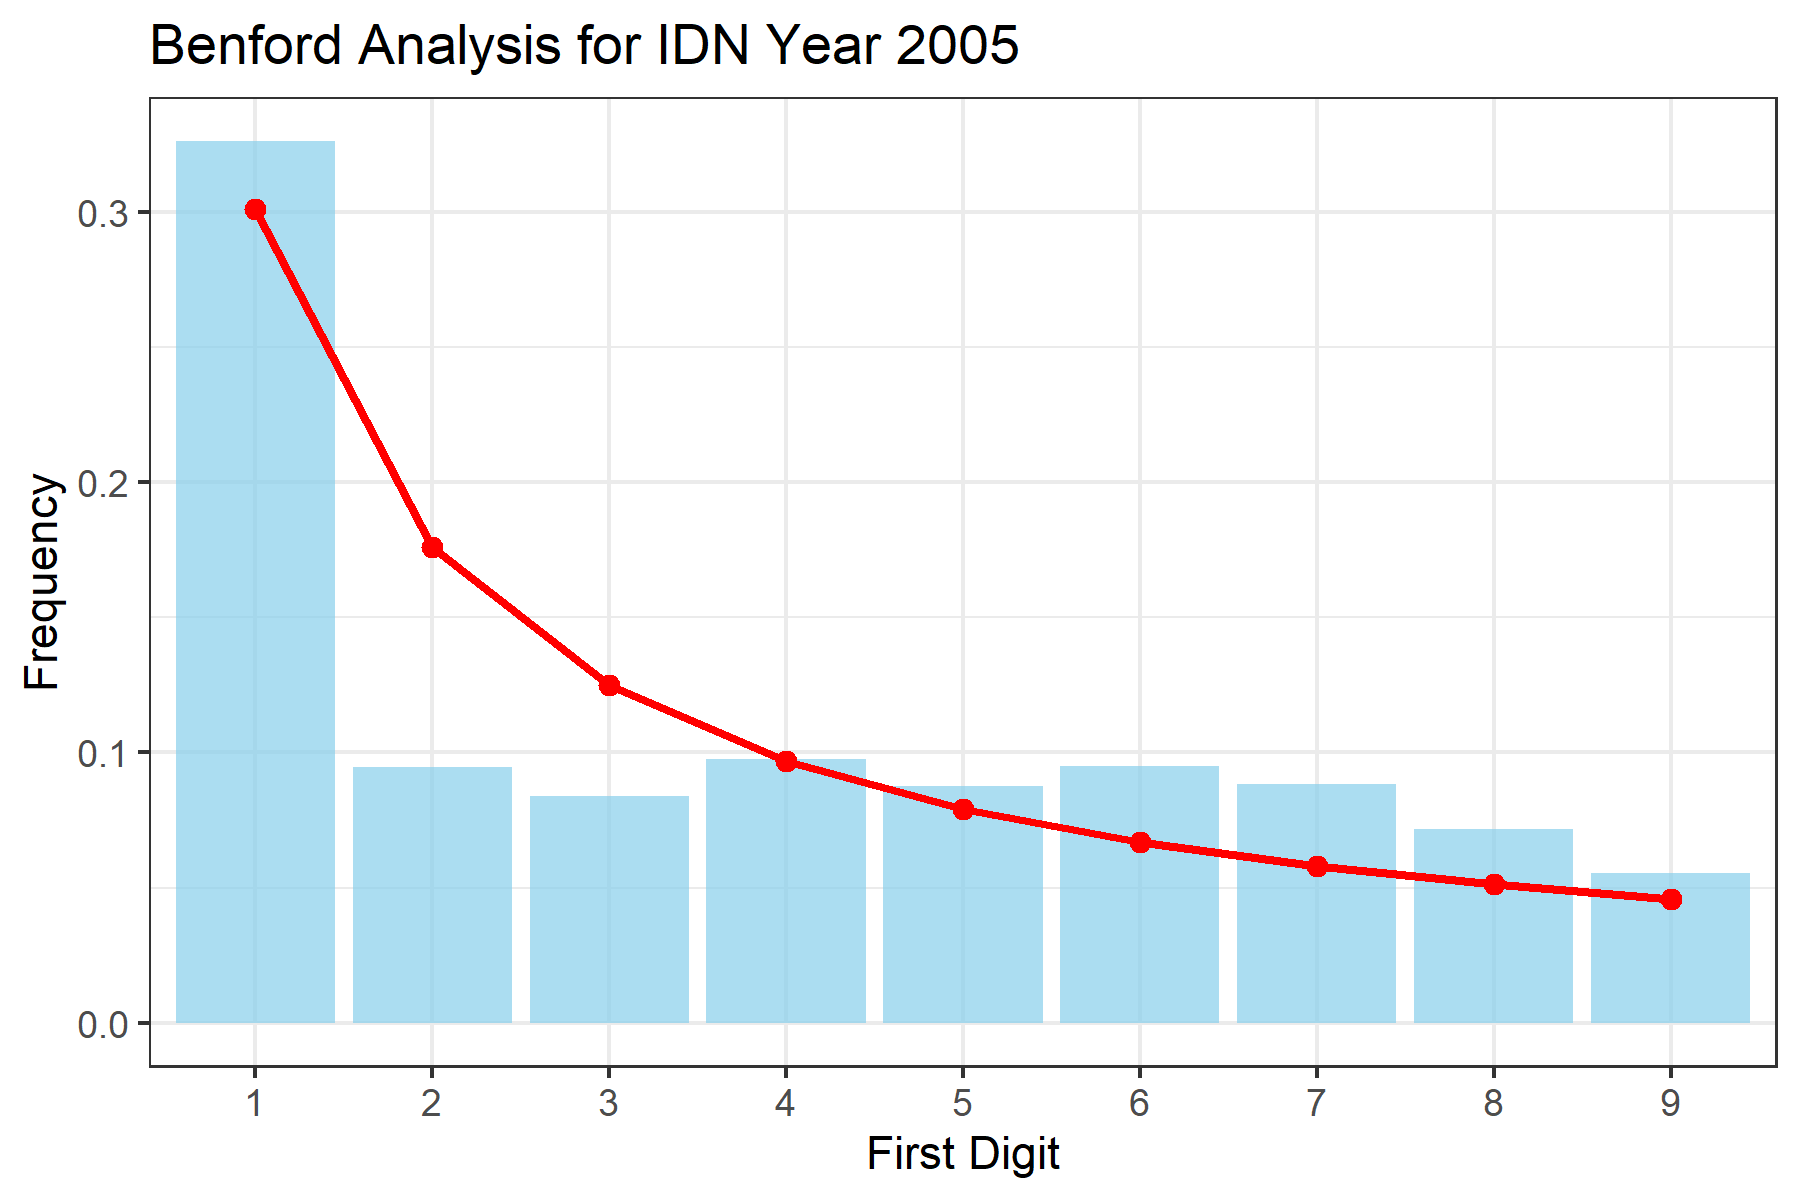 Benford Analysis for IDN Year 2005
Frequency
0.3
0.2
0.1
0.0
1 2 3 4 5 6 7 8 9
First Digit